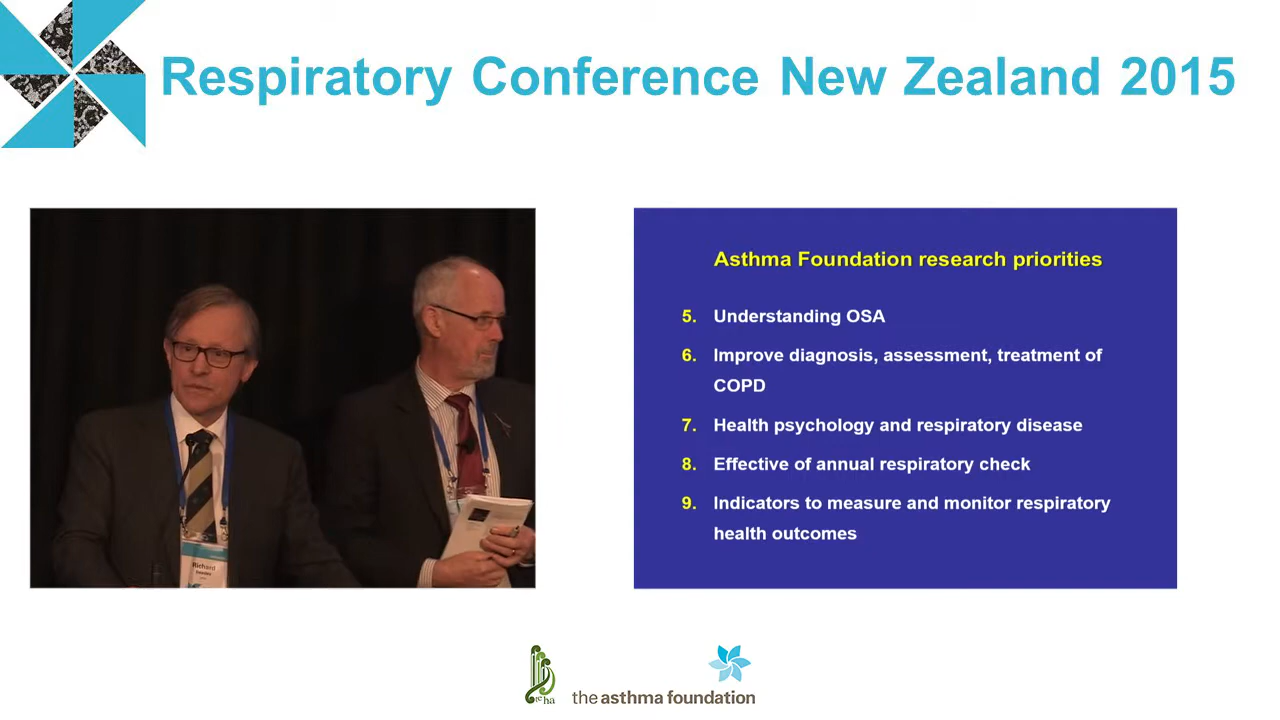 Respiratory Conference New Zealand 2015
Asthma Foundation research priorities
5. Understanding OSA
6. Improve diagnosis, assessment, treatment of
COPD
7. Health psychology and respiratory disease
8. Effective of annual respiratory check
9. Indicators to measure and monitor respiratory
health outcomes
Richard
te ha
the asthma foundation